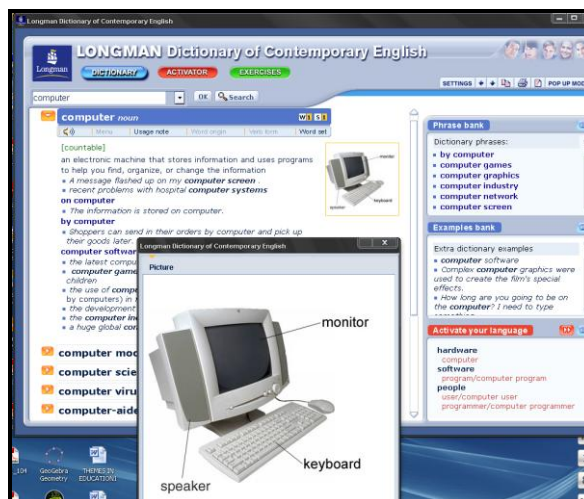 Longman Dictionary of Contemporary English
LONGMAN Dictionary of Contemporary English
Longman
DICTIONARY
ACTIVATOR
EXERCISES
SETTINGS
POP UP MOD
computer
OK
Search
computer noun
W 1 S 1
Menu
Usage note
Word origin
Verb form
Word set
[countable]
an electronic machine that stores information and uses programs
to help you find, organize, or change the information
A message flashed up on my computer screen .
recent problems with hospital computer systems
on computer
The information is stored on computer.
by computer
Shoppers can send in their orders by computer and pick up
their goods later.
computer softwar
the latest compu
computer game
children
the use of compu
by computers) in
the development
the computer in
a huge global con
computer mod
computer scie
computer viru
computer-aide
monitor
speaker
keyboard
Phrase bank
Dictionary phrases:
by computer
computer games
computer graphics
computer industry
computer network
computer screen
Examples bank
Extra dictionary examples
computer software
Complex computer graphics were
used to create the film's special
effects.
How long are you going to be on
the computer? I need to type
Activate your language
hardware
computer
software
program/computer program
people
user/computer user
programmer/computer programmer
Longman Dictionary of Contemporary English
X
Picture
monitor
keyboard
speaker
_104
GeoGebra
Geometry
THEMES IN
EDUCATION\